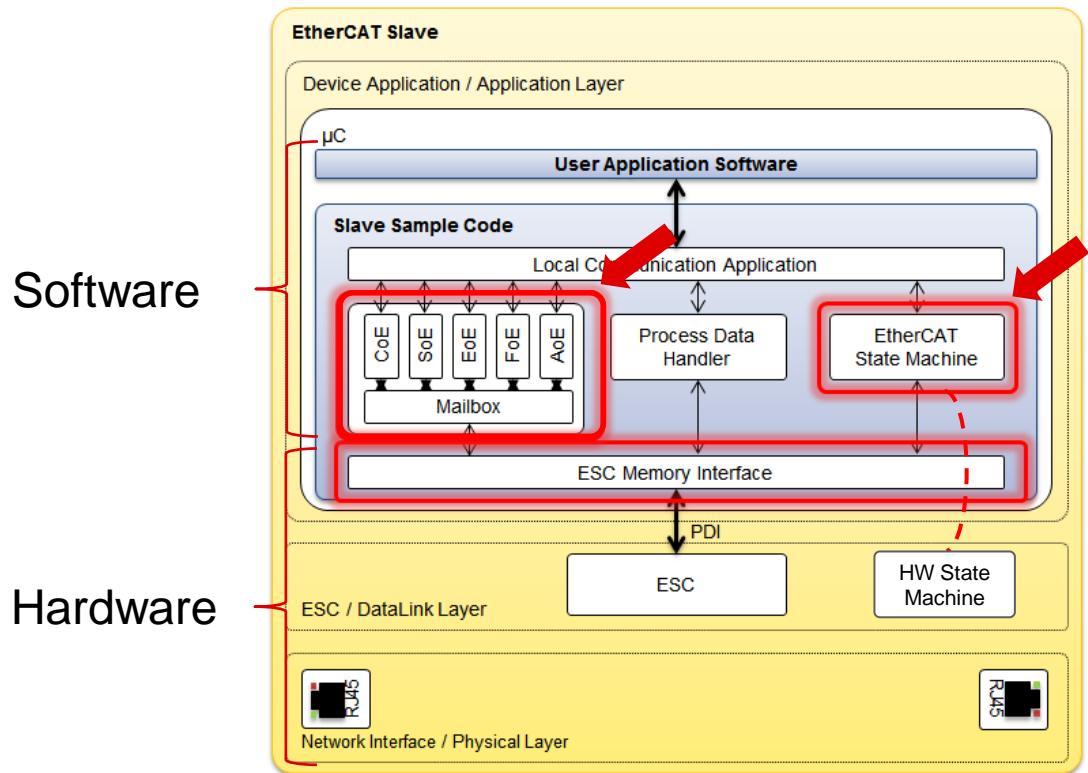 EtherCAT Slave
Device Application / Application Layer
µC
User Application Software
Slave Sample Code
Local Communication Application
Software
CoE
SoE
EoE
FoE
AoE
Mailbox
Process Data
Handler
EtherCAT
State Machine
ESC Memory Interface
PDI
Hardware
ESC
HW State
Machine
ESC / DataLink Layer
RJ45
RJ45
Network Interface / Physical Layer